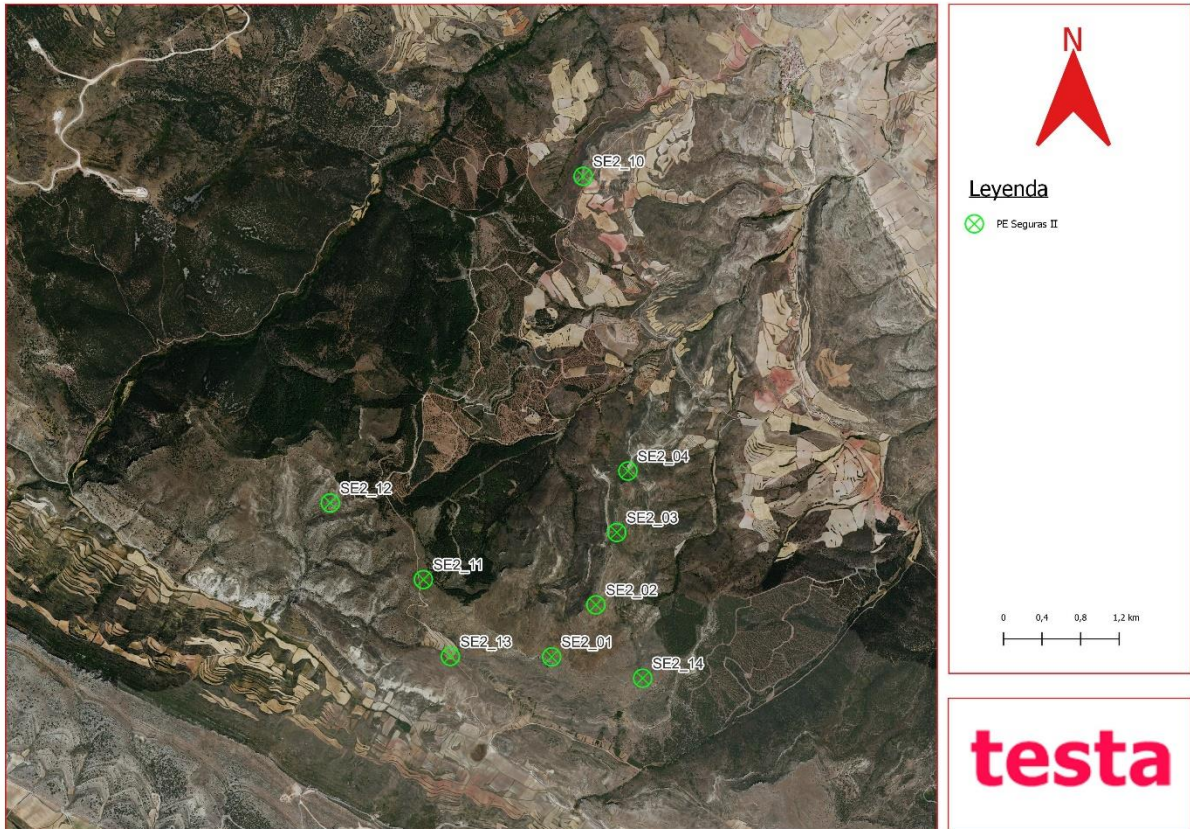 N
Leyenda
PE Seguras II
SE2_10
SE2_04
SE2_12
SE2_03
SE2_11
SE2_02
SE2_13
SE2_01
SE2_14
0 0,4 0,8 1,2 km
testa